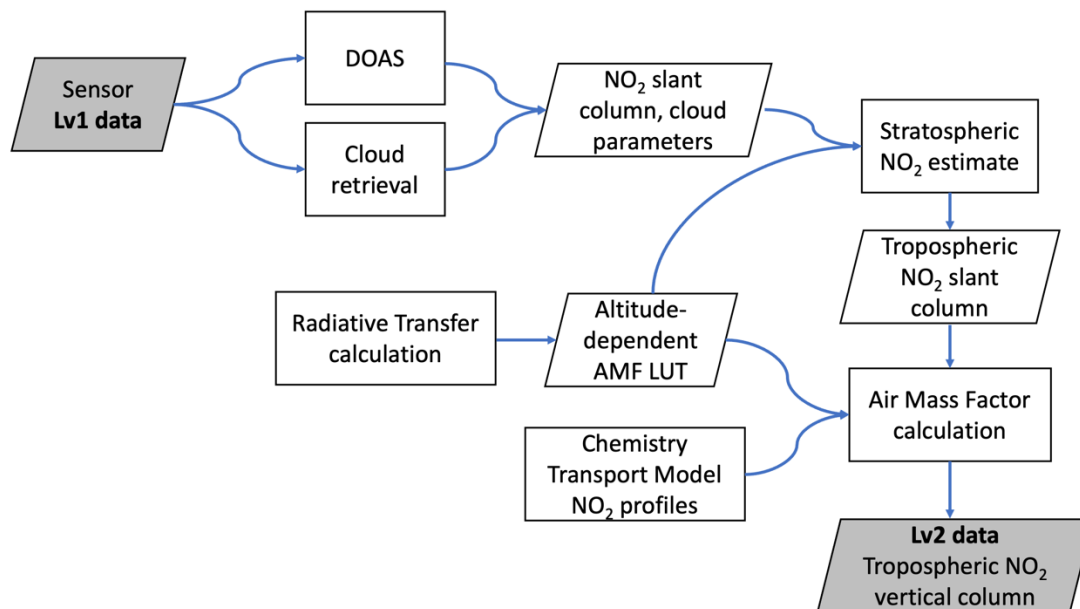 Sensor
Lv1 data
DOAS
Cloud
retrieval
NO₂ slant
column, cloud
parameters
Stratospheric
NO₂ estimate
Tropospheric
NO₂ slant
column
Radiative Transfer
calculation
Altitude-
dependent
AMF LUT
Air Mass Factor
calculation
Chemistry
Transport Model
NO₂ profiles
Lv2 data
Tropospheric NO₂
vertical column